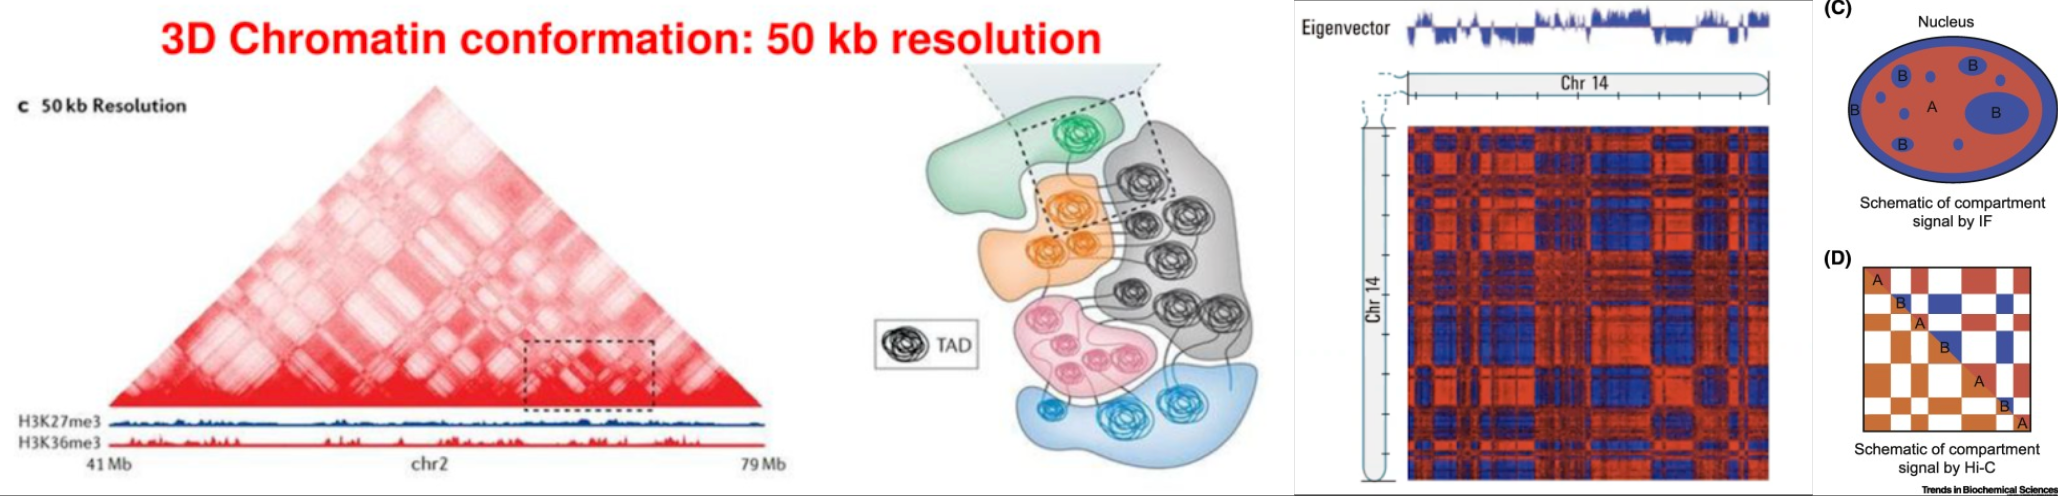 3D Chromatin conformation: 50 kb resolution
c 50 kb Resolution
H3K27me3
H3K36me3
41 Mb
chr2
79 Mb
TAD
Eigenvector
Chr 14
Chr 14
(C)
Nucleus
B
B
B
A
B
B
Schematic of compartment
signal by IF
(D)
A
B
A
B
A
B
A
Schematic of compartment
signal by Hi-C
Trends in Biochemical Sciences